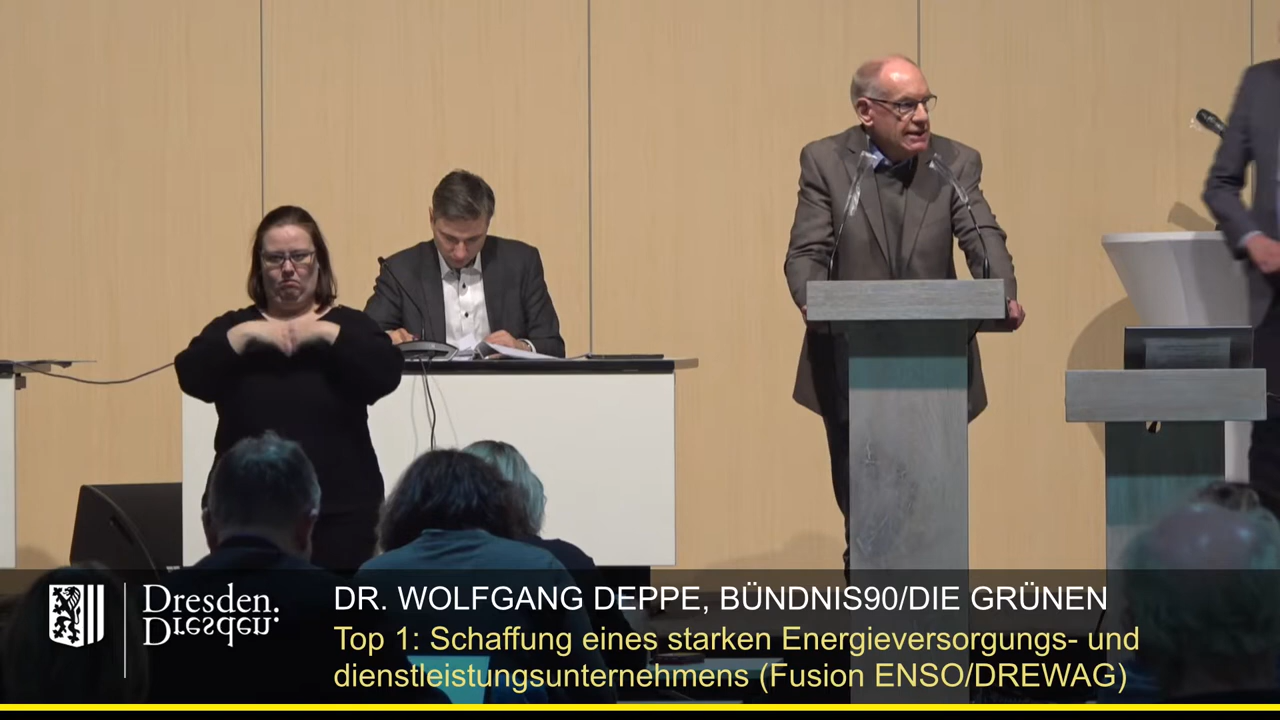 Dresden.
Dresden.
DR. WOLFGANG DEPPE, BÜNDNIS90/DIE GRÜNEN
Top 1: Schaffung eines starken Energieversorgungs- und
dienstleistungsunternehmens (Fusion ENSO/DREWAG)